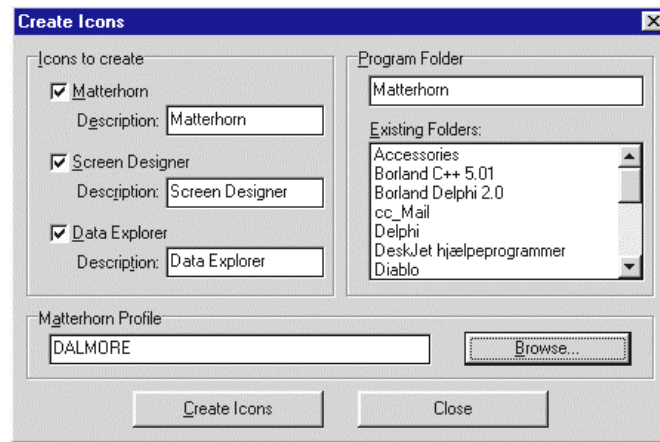 Create Icons
Icons to create
Matterhorn
Description: Matterhorn
Screen Designer
Description: Screen Designer
Data Explorer
Description: Data Explorer
Program Folder
Matterhorn
Existing Folders:
Accessories
Borland C++ 5.01
Borland Delphi 2.0
cc_Mail
Delphi
DeskJet hjælpeprogrammer
Diablo
Matterhorn Profile
DALMORE
Browse...
Create Icons
Close